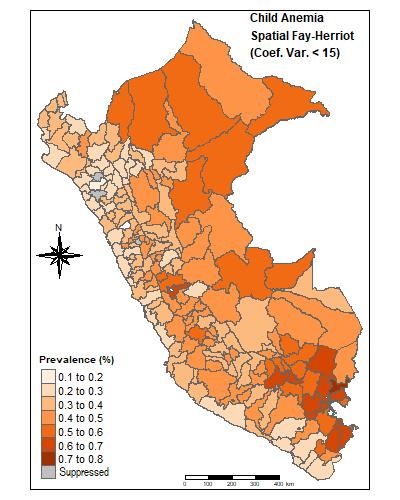 Child Anemia
Spatial Fay-Herriot
(Coef. Var. < 15)
N
Prevalence (%)
0.1 to 0.2
0.2 to 0.3
0.3 to 0.4
0.4 to 0.5
0.5 to 0.6
0.6 to 0.7
0.7 to 0.8
Suppressed
0 100 200 300 400 km